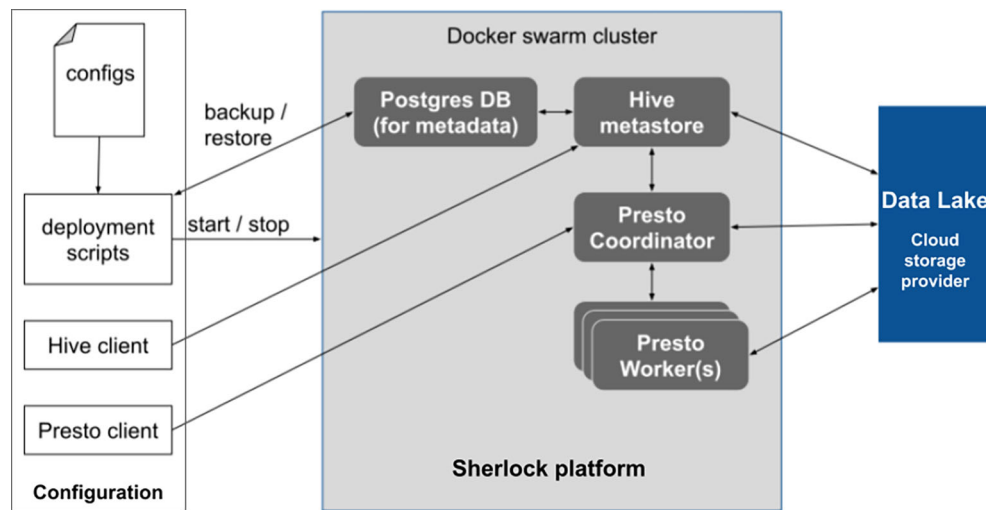 configs
deployment
scripts
Hive client
Presto client
Configuration
backup /
restore
start / stop
Docker swarm cluster
Postgres DB
(for metadata)
Hive
metastore
Presto
Coordinator
Presto
Worker(s)
Sherlock platform
Data Lake
Cloud
storage
provider